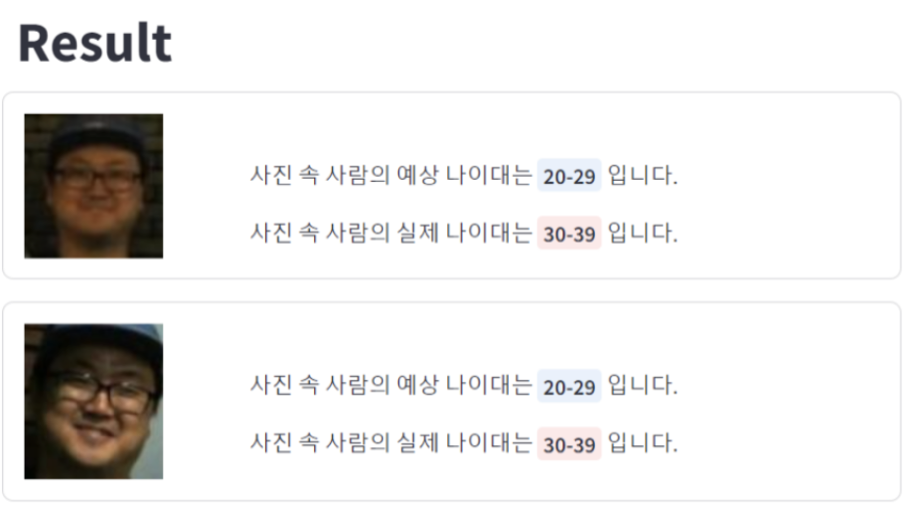 Result
사진 속 사람의 예상 나이대는 20-29 입니다.
사진 속 사람의 실제 나이대는 30-39 입니다.
사진 속 사람의 예상 나이대는 20-29 입니다.
사진 속 사람의 실제 나이대는 30-39 입니다.